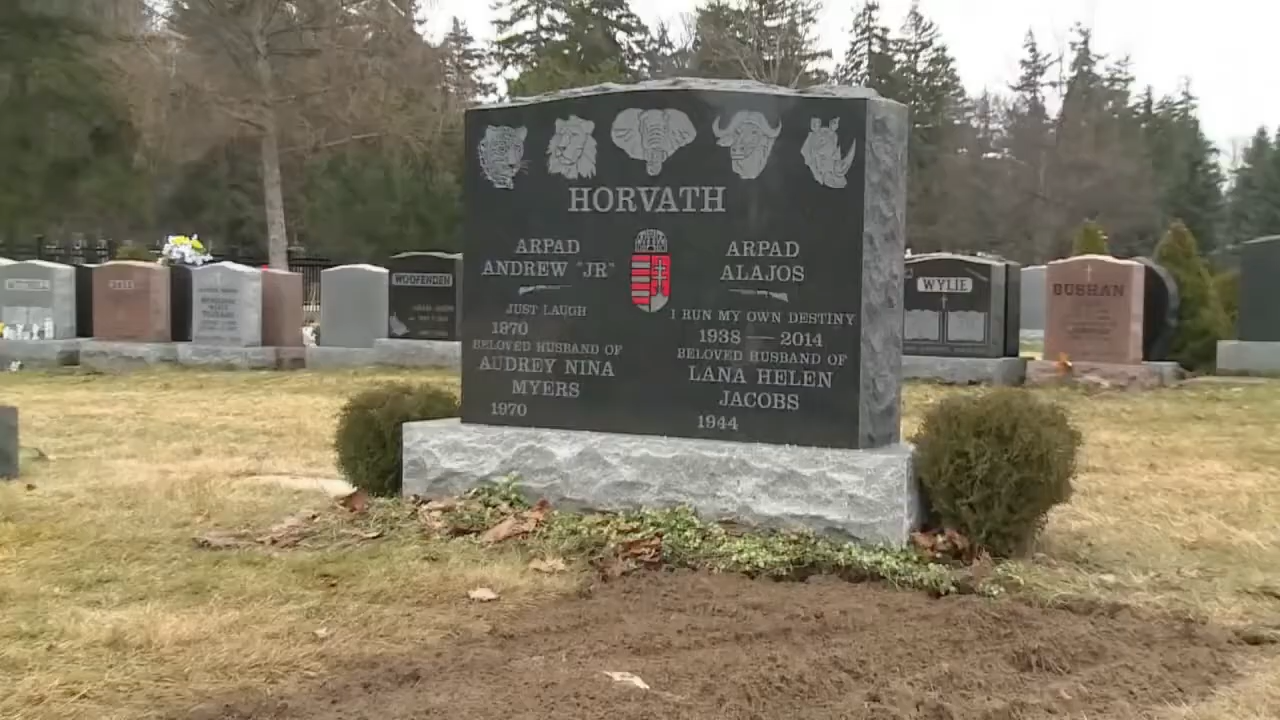 HORVATH
ARPAD
ANDREW "JR"
JUST LAUGH
1970
BELOVED HUSBAND OF
AUDREY NINA
MYERS
1970
ARPAD
ALAJOS
I RUN MY OWN DESTINY
1938 — 2014
BELOVED HUSBAND OF
LANA HELEN
JACOBS
1944
WOOFENDEN
WYLIE
BUSHAN